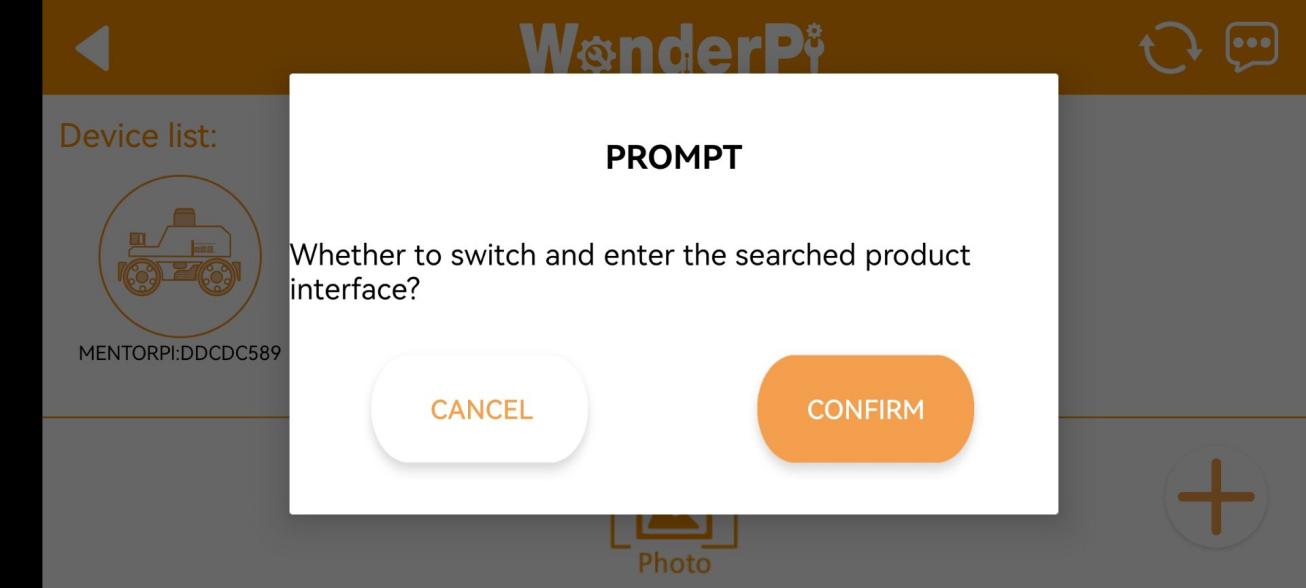 WonderPi
Device list:
PROMPT
Whether to switch and enter the searched product
interface?
MENTORPI:DDCDC589
CANCEL
CONFIRM
Photo